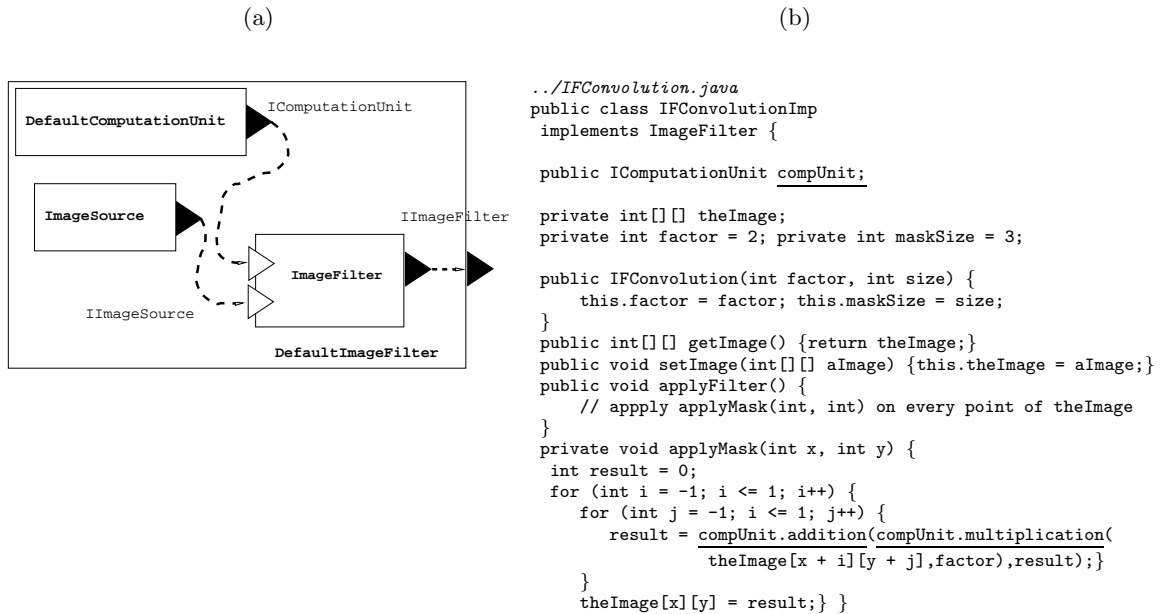 (a)
(b)
IComputationUnit
DefaultComputationUnit
ImageSource
IImageFilter
ImageFilter
IImageSource
DefaultImageFilter
../IFConvolution.java
public class IFConvolutionImp
implements ImageFilter {
public IComputationUnit compUnit;
private int[][] theImage;
private int factor = 2; private int maskSize = 3;
public IFConvolution(int factor, int size) {
this.factor = factor; this.maskSize = size;
}
public int[][] getImage() {return theImage;}
public void setImage(int[][] aImage) {this.theImage = aImage;}
public void applyFilter() {
// appply applyMask(int, int) on every point of theImage
}
private void applyMask(int x, int y) {
int result = 0;
for (int i = -1; i <= 1; i++) {
for (int j = -1; i <= 1; j++) {
result = compUnit.addition(compUnit.multiplication(
theImage[x + i][y + j],factor),result);}
}
theImage[x][y] = result;} }